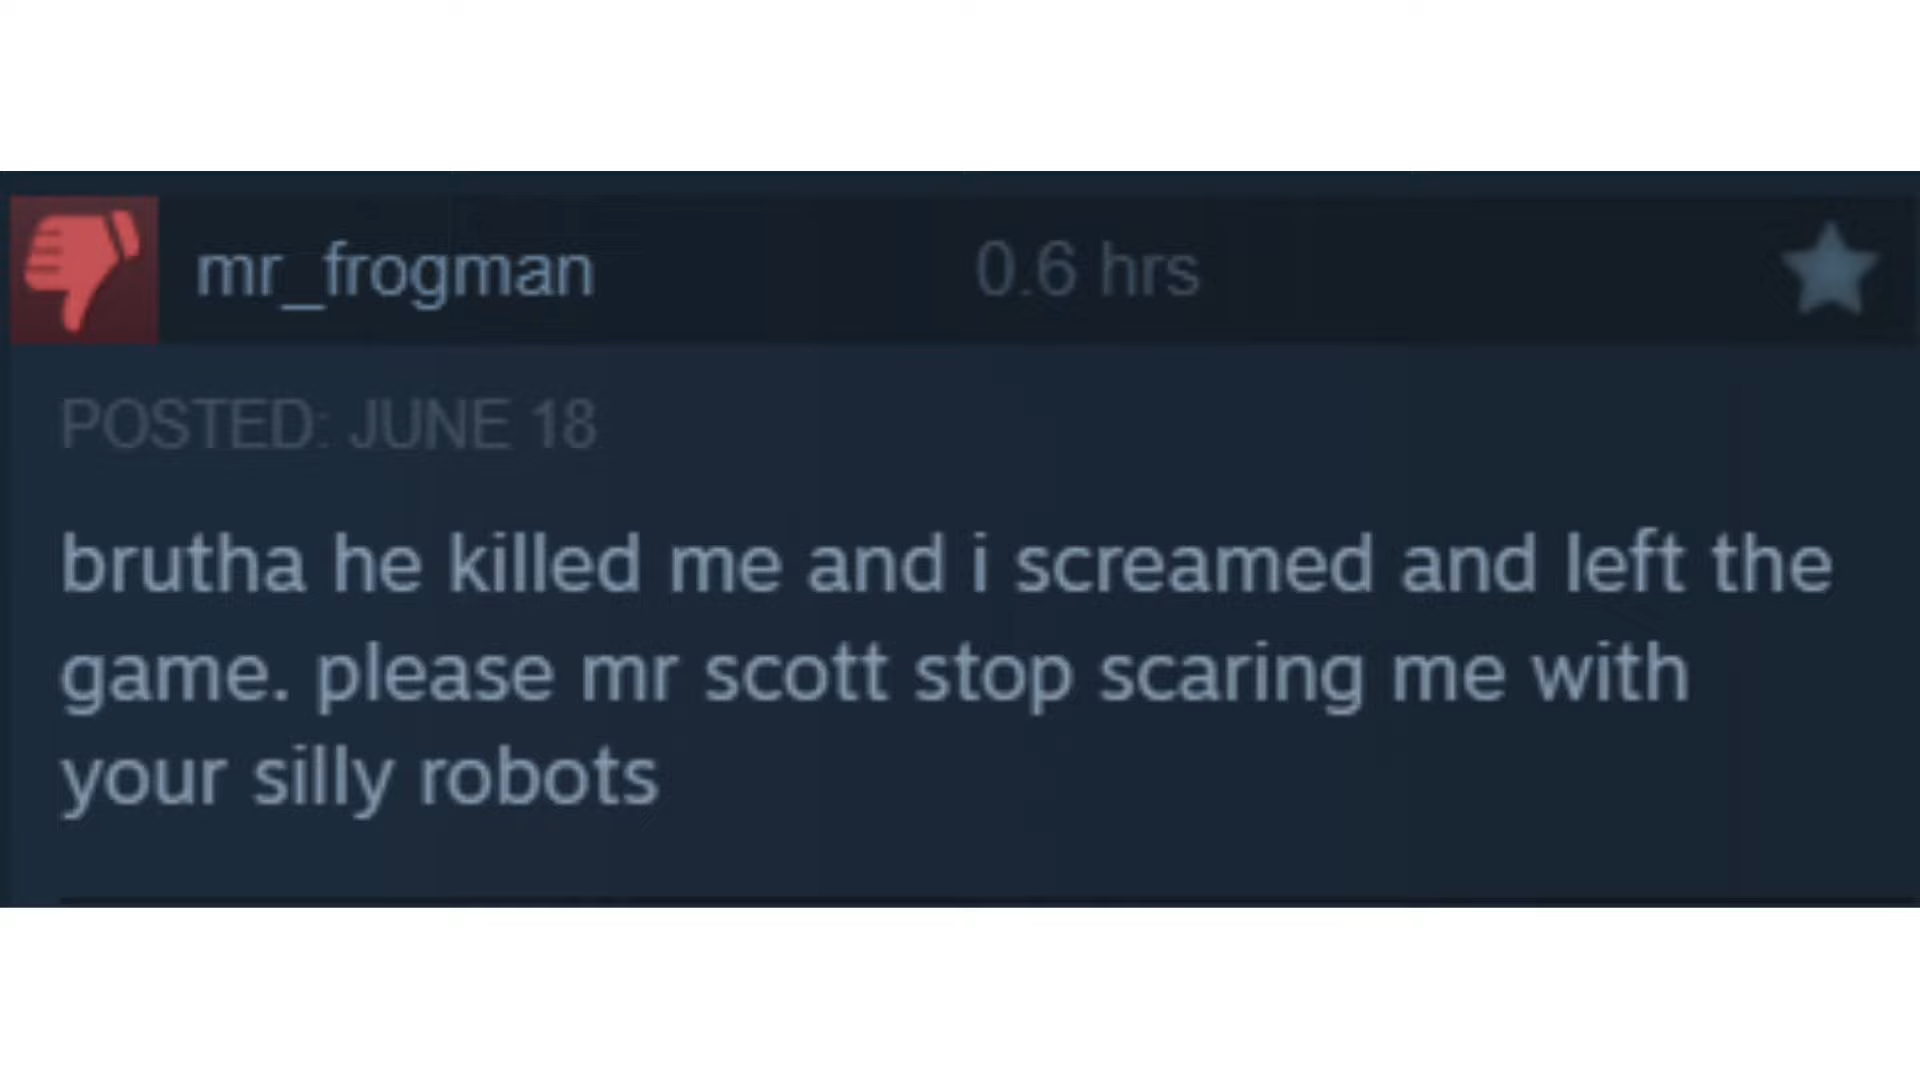 mr_frogman 0.6 hrs
POSTED: JUNE 18
brutha he killed me and i screamed and left the
game. please mr scott stop scaring me with
your silly robots